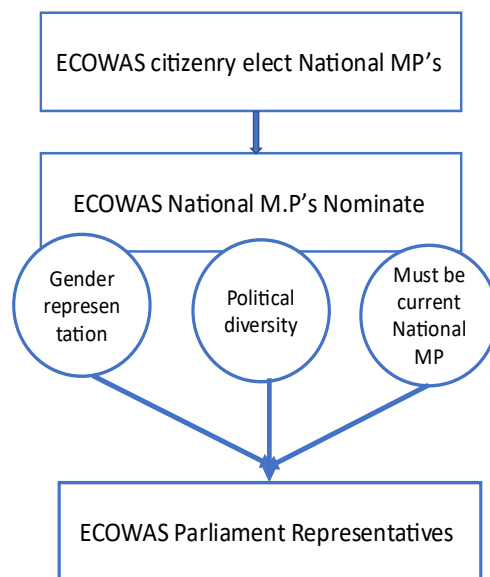 ECOWAS citizenry elect National MP's
ECOWAS National M.P's Nominate
Gender
represen
tation
Political
diversity
Must be
current
National
MP
ECOWAS Parliament Representatives